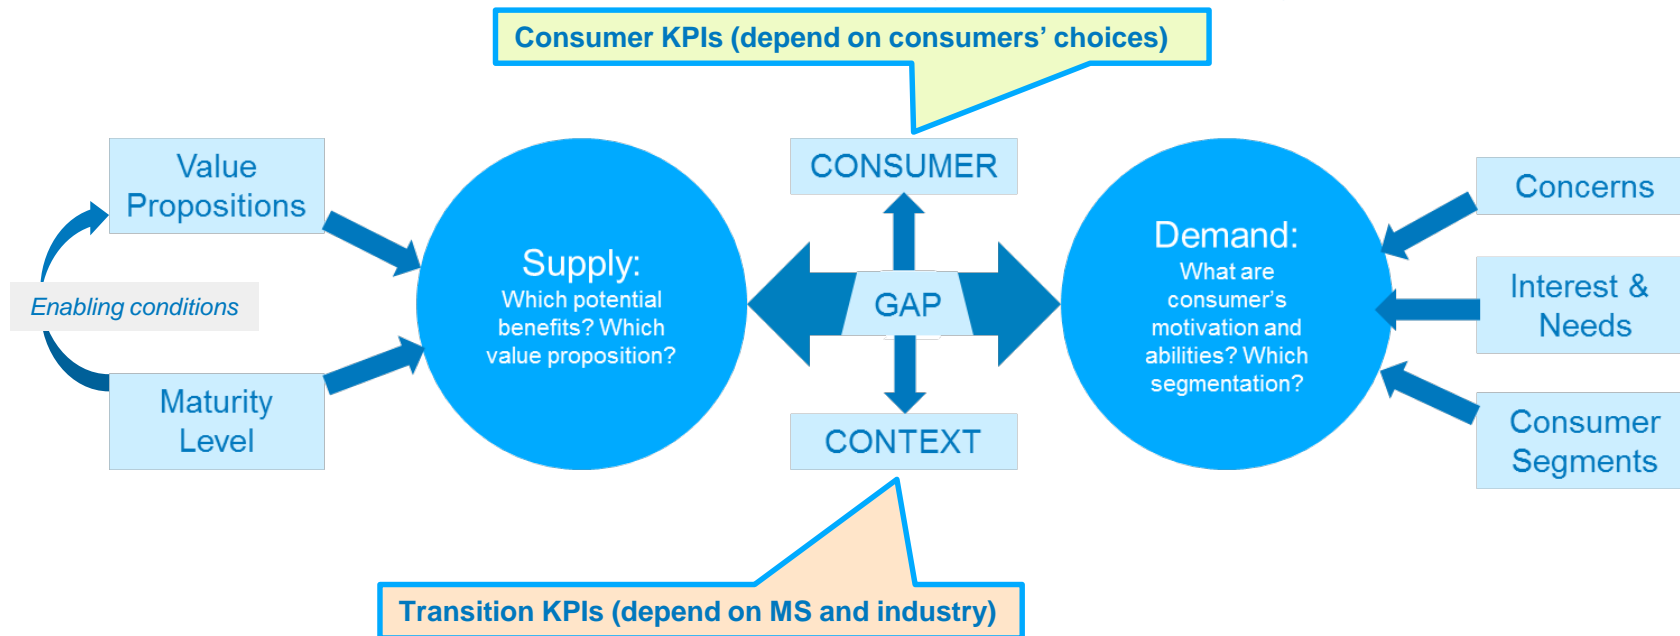 Consumer KPIs (depend on consumers’ choices)
Value
Propositions
Enabling conditions
Maturity
Level
Supply:
Which potential
benefits? Which
value proposition?
CONSUMER
GAP
CONTEXT
Demand:
What are
consumer’s
motivation and
abilities? Which
segmentation?
Concerns
Interest &
Needs
Consumer
Segments
Transition KPIs (depend on MS and industry)